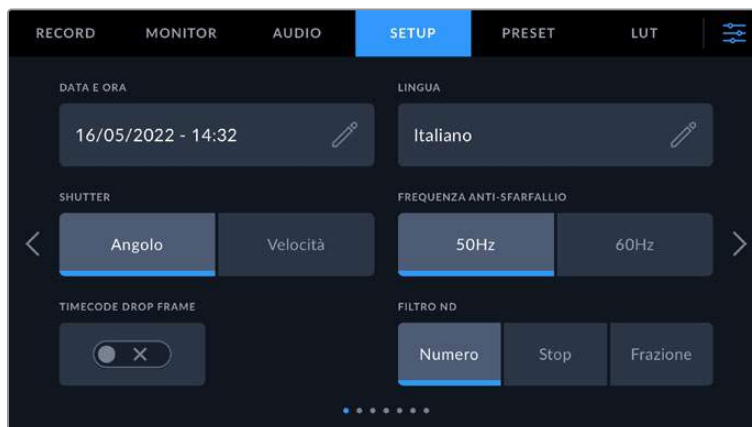 RECORD MONITOR AUDIO SETUP PRESET LUT
DATA E ORA
16/05/2022 - 14:32
LINGUA
Italiano
SHUTTER
Angolo Velocità
FREQUENZA ANTI-SFARFALLIO
50Hz 60Hz
TIMECODE DROP FRAME
FILTRO ND
Numero Stop Frazione